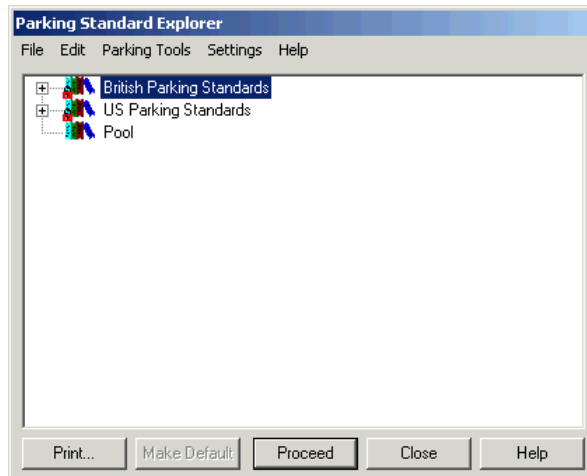 Parking Standard Explorer
File Edit Parking Tools Settings Help
British Parking Standards
US Parking Standards
Pool
Print... Make Default Proceed Close Help